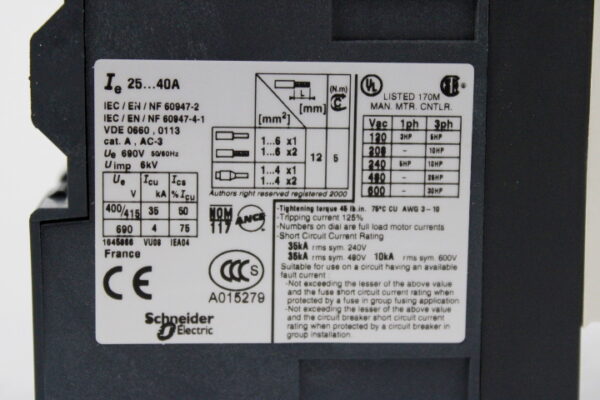 Ie 25...40A
IEC / EN / NF 60947-2
IEC / EN / NF 60947-4-1
VDE 0660 , 0113
cat. A , AC-3
Ue 690V 50/60Hz
U imp 6kV
Ue Icu Ics
V kA % Icu
400/415 35 50
690 4 75
1645866 VU09 IEA04
France
CE
[mm²] L [mm] (N.m)
1...6 x1
1...6 x2
1...4 x1
1...4 x2
12 5
Authors right reserved registered 2000
NOM
117
ANCE
CCC S
A015279
Schneider
Electric
UL LISTED 170M
MAN. MTR. CNTLR.
Vac 1ph 3ph
120 3HP 5HP
208 - 10HP
240 5HP 10HP
480 - 
600 - 30HP
-Tightening torque 45 lb.in. 75°C CU AWG 3-10
-Tripping current 125%
-Numbers on dial are full load motor currents
-Short Circuit Current Rating
35kA rms sym. 240V
35kA rms sym. 480V 10kA rms sym. 600V
Suitable for use on a circuit having an available
fault current :
-Not exceeding the lesser of the above value
and the fuse short circuit current rating when
protected by a fuse in group fusing application
-Not exceeding the lesser of the above value
and the circuit breaker short circuit current
rating when protected by a circuit breaker in
group installation.